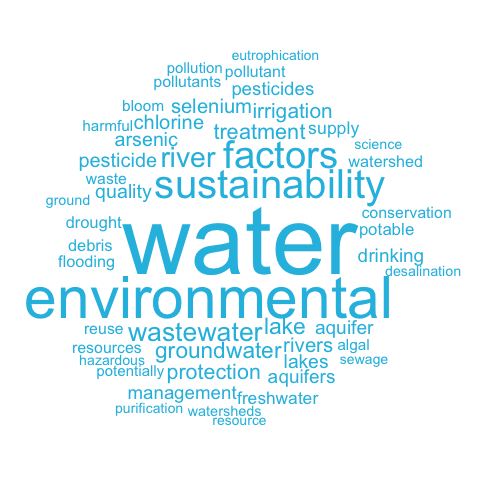 eutrophication
pollution pollutant
pollutants pesticides
bloom selenium irrigation
harmful chlorine treatment supply
arsenic science
pesticide river factors watershed
waste quality sustainability
ground conservation
drought water potable
debris drinking
flooding desalination
environmental
reuse wastewater lake aquifer
resources groundwater rivers algal
hazardous lakes sewage
potentially protection aquifers
management freshwater
purification watersheds
resource